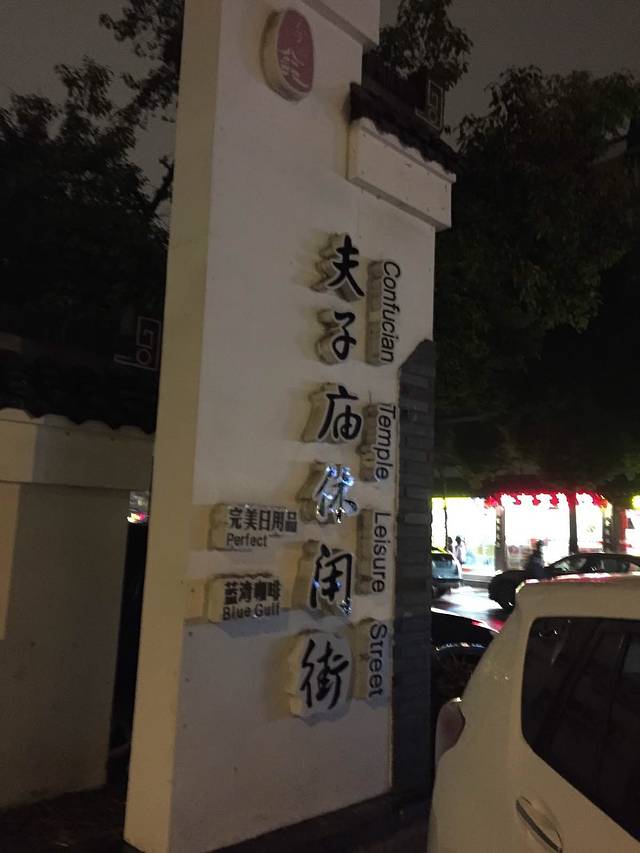 夫子庙休闲街
Confucian Temple Leisure Street
完美日用品
Perfect
蓝湾咖啡
Blue Gulf